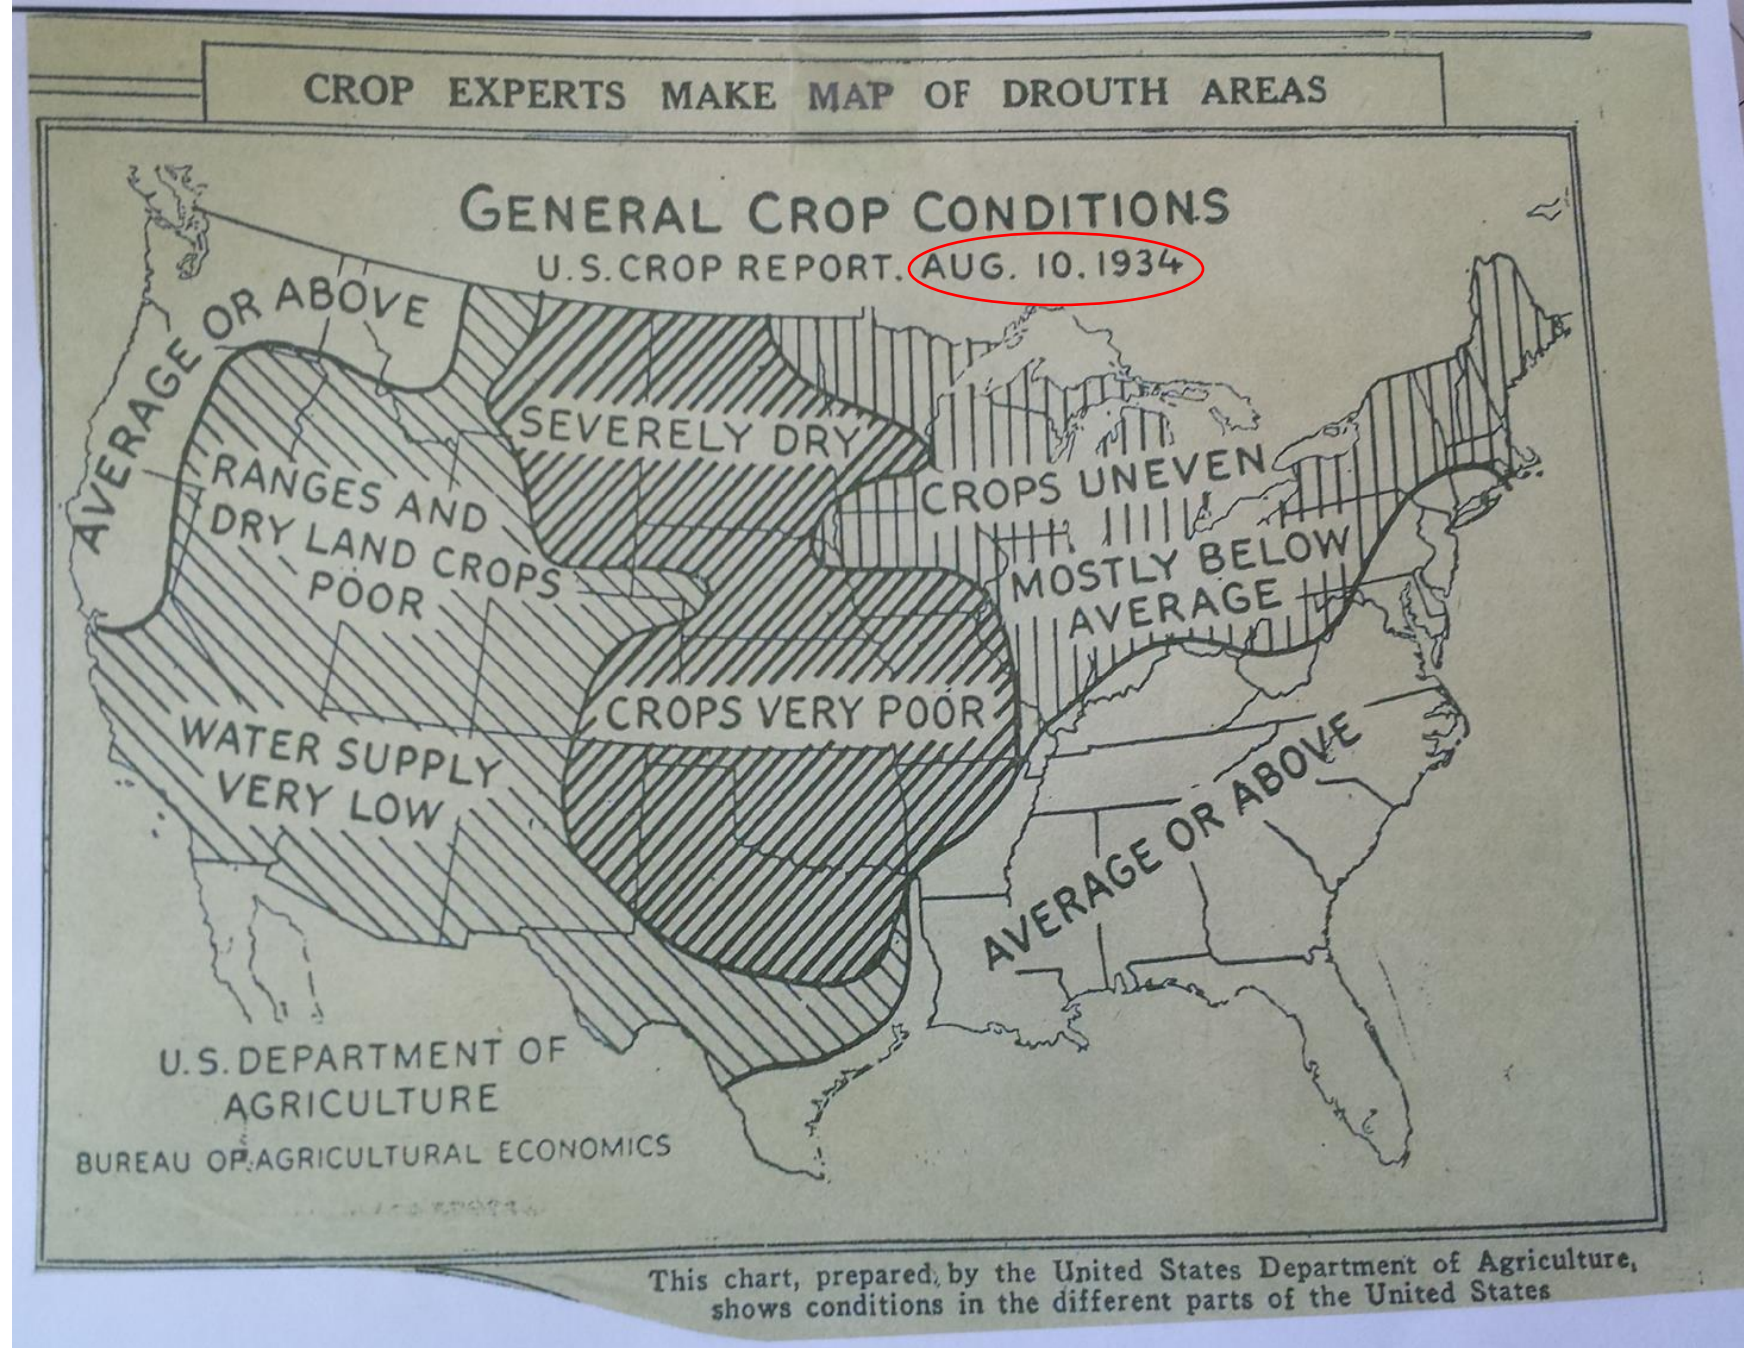 CROP EXPERTS MAKE MAP OF DROUTH AREAS
GENERAL CROP CONDITIONS
U.S. CROP REPORT. AUG. 10. 1934
AVERAGE OR ABOVE
SEVERELY DRY
RANGES AND
DRY LAND CROPS
POOR
CROPS UNEVEN
MOSTLY BELOW
AVERAGE
CROPS VERY POOR
WATER SUPPLY
VERY LOW
AVERAGE OR ABOVE
U.S. DEPARTMENT OF
AGRICULTURE
BUREAU OF AGRICULTURAL ECONOMICS
This chart, prepared, by the United States Department of Agriculture,
shows conditions in the different parts of the United States